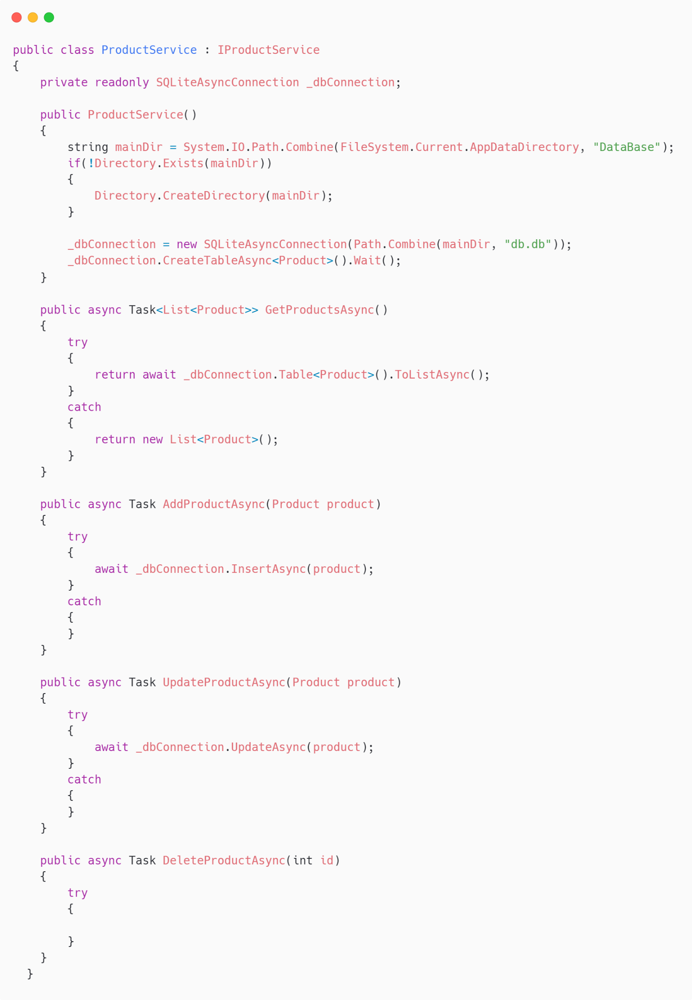 public class ProductService : IProductService
{
    private readonly SQLiteAsyncConnection _dbConnection;

    public ProductService()
    {
        string mainDir = System.IO.Path.Combine(FileSystem.Current.AppDataDirectory, "DataBase");
        if(!Directory.Exists(mainDir))
        {
            Directory.CreateDirectory(mainDir);
        }

        _dbConnection = new SQLiteAsyncConnection(Path.Combine(mainDir, "db.db"));
        _dbConnection.CreateTableAsync<Product>().Wait();
    }

    public async Task<List<Product>> GetProductsAsync()
    {
        try
        {
            return await _dbConnection.Table<Product>().ToListAsync();
        }
        catch
        {
            return new List<Product>();
        }
    }

    public async Task AddProductAsync(Product product)
    {
        try
        {
            await _dbConnection.InsertAsync(product);
        }
        catch
        {
        }
    }

    public async Task UpdateProductAsync(Product product)
    {
        try
        {
            await _dbConnection.UpdateAsync(product);
        }
        catch
        {
        }
    }

    public async Task DeleteProductAsync(int id)
    {
        try
        {

        }
    }
  }